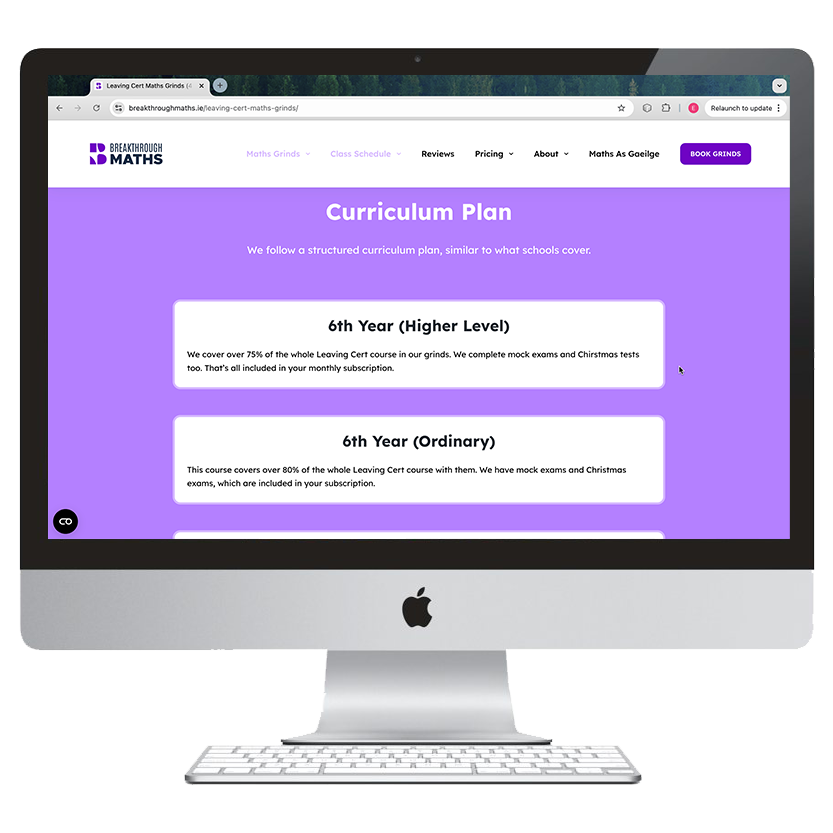 Leaving Cert Maths Grinds (4
breakthroughmaths.ie/leaving-cert-maths-grinds/
E
Relaunch to update
BREAKTHROUGH
MATHS
Maths Grinds
Class Schedule
Reviews
Pricing
About
Maths As Gaeilge
BOOK GRINDS
Curriculum Plan
We follow a structured curriculum plan, similar to what schools cover.
6th Year (Higher Level)
We cover over 75% of the whole Leaving Cert course in our grinds. We complete mock exams and Chirstmas tests
too. That's all included in your monthly subscription.
6th Year (Ordinary)
This course covers over 80% of the whole Leaving Cert course with them. We have mock exams and Christmas
exams, which are included in your subscription.